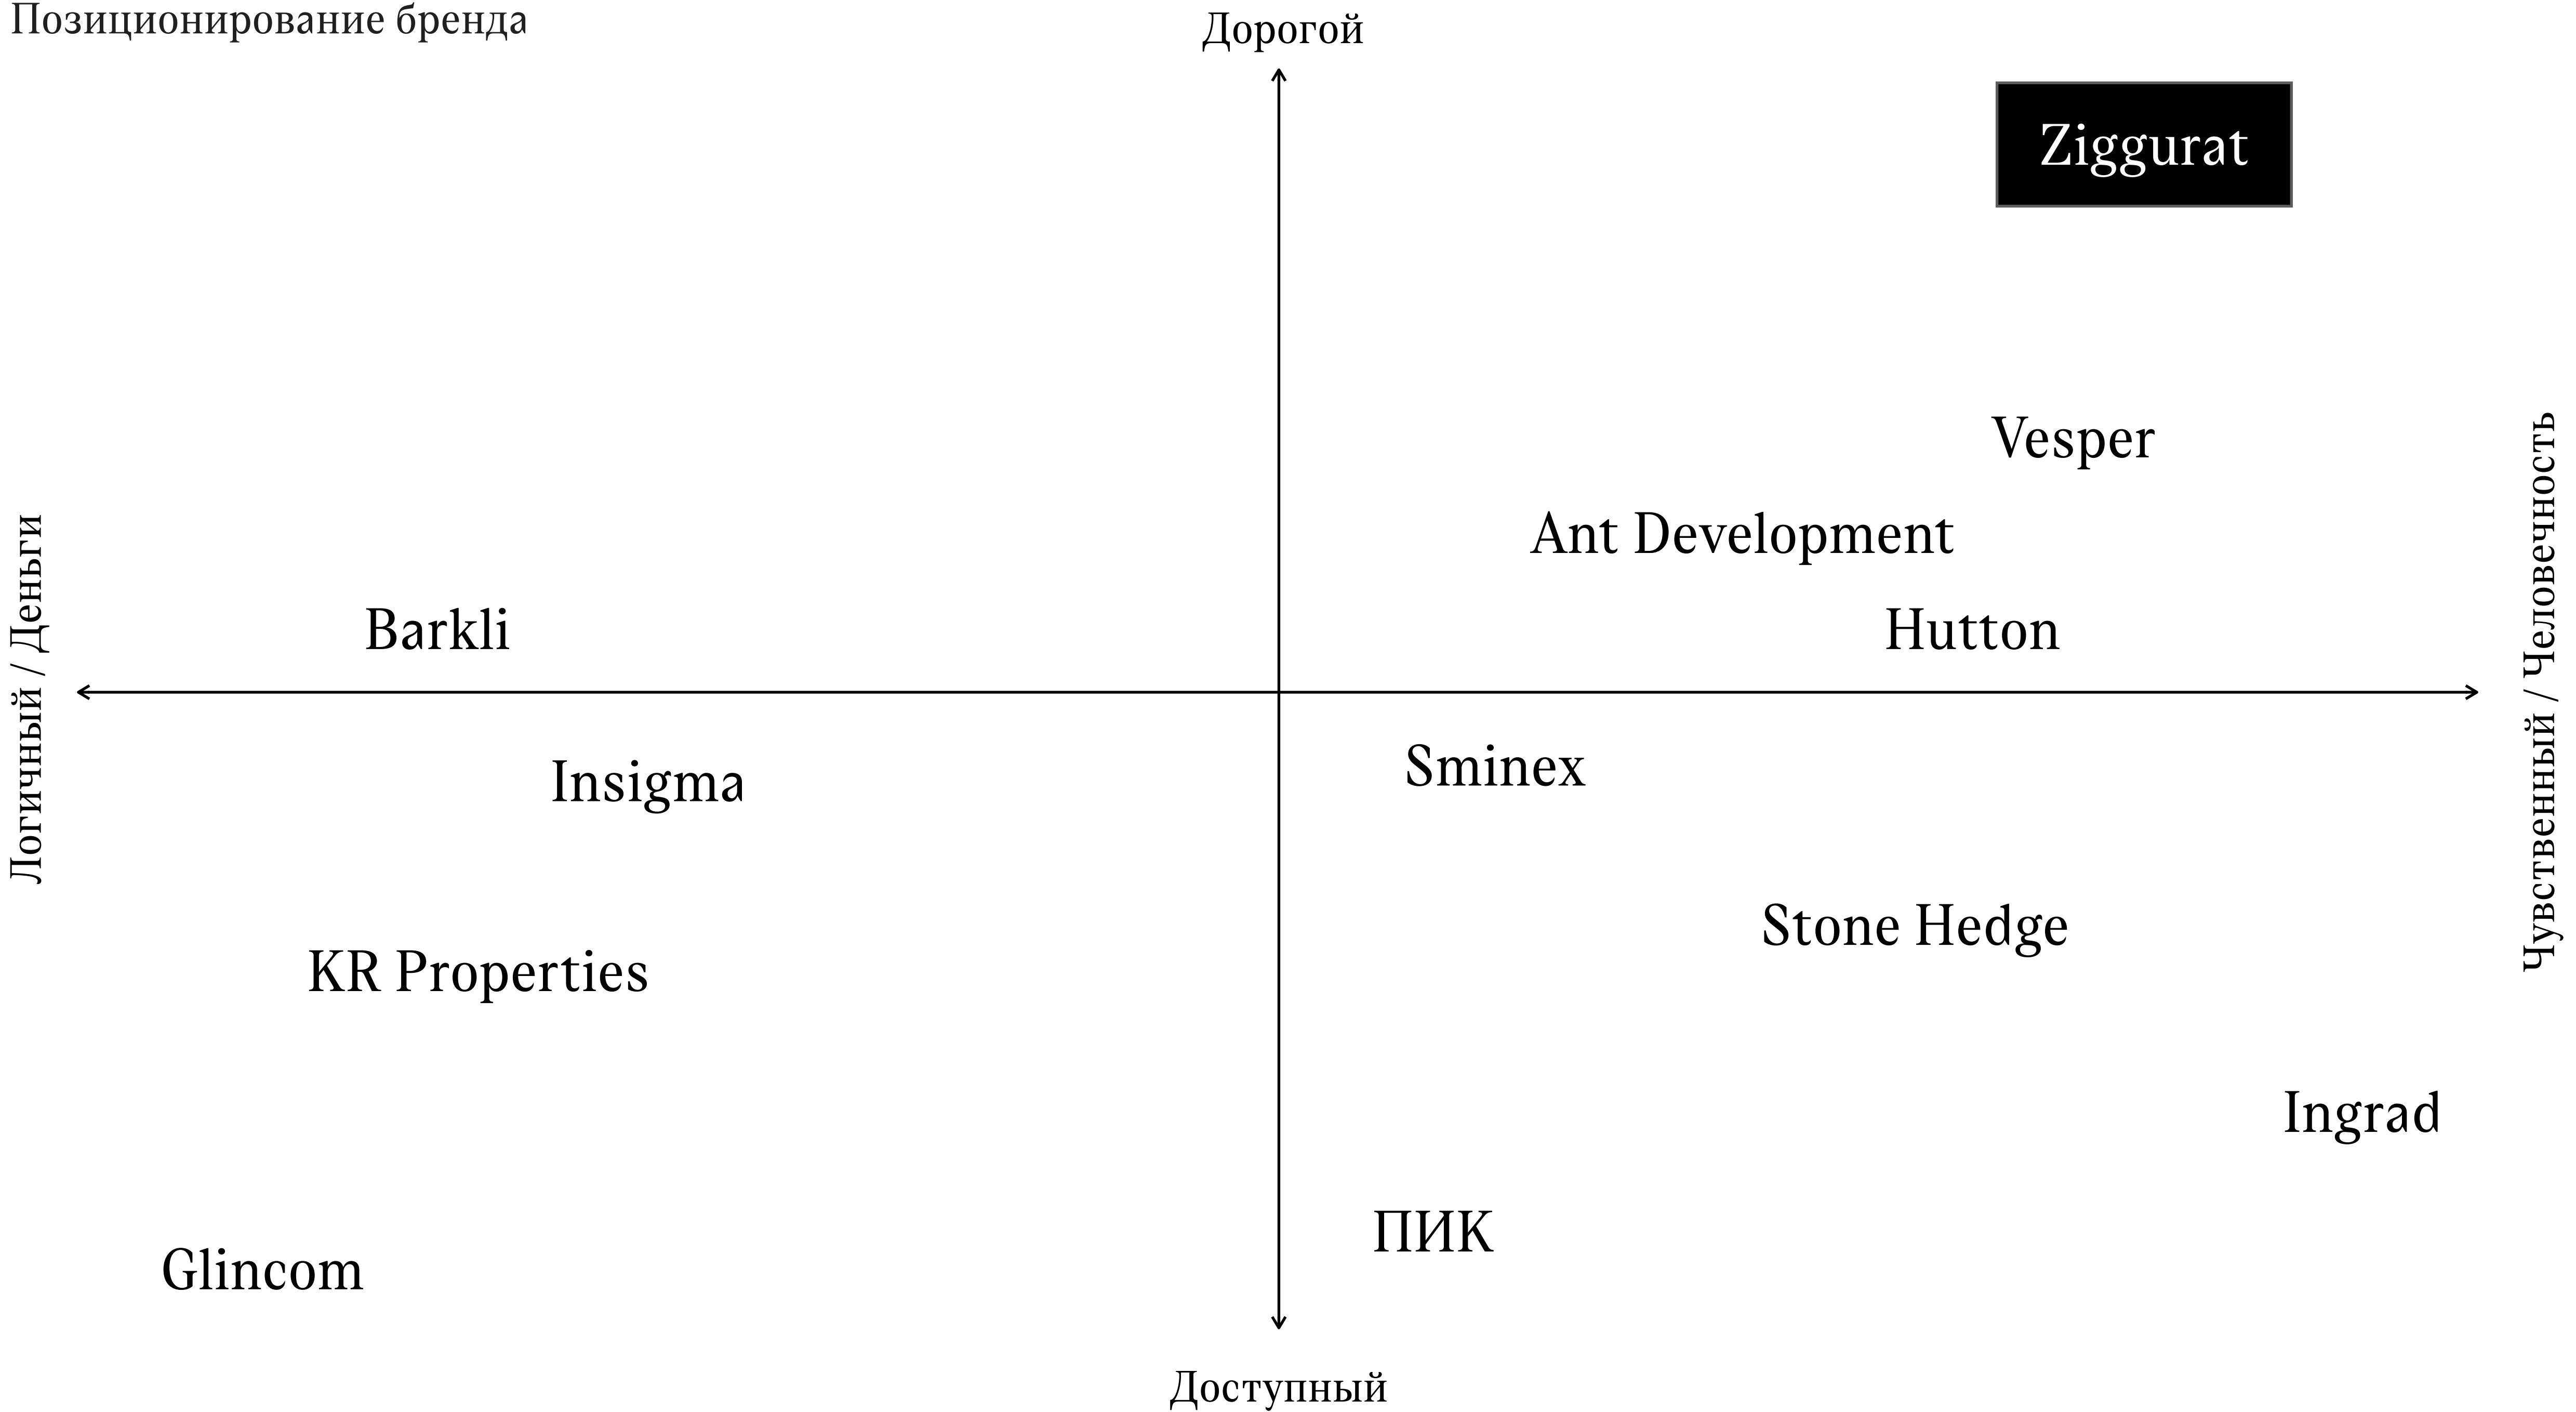 Позиционирование бренда
Дорогой
Ziggurat
Vesper
Ant Development
Barkli
Hutton
Логичный / Деньги
Чувственный / Человечность
Sminex
Insigma
Stone Hedge
KR Properties
Ingrad
ПИК
Glincom
Доступный